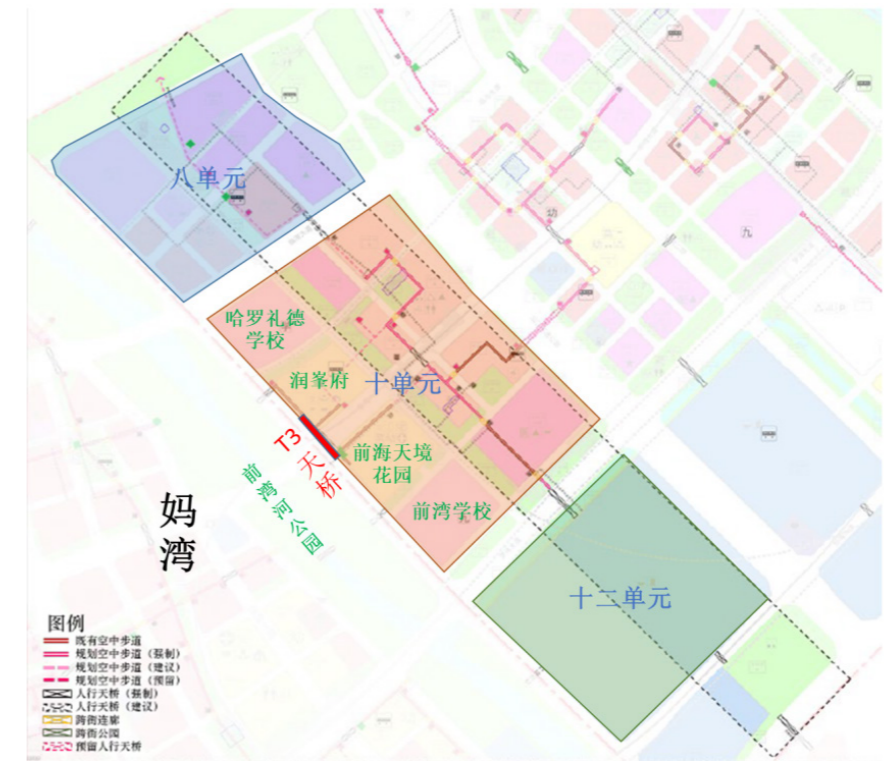 八单元
幼
九
哈罗礼德
学校
润峯府
十单元
T3天桥
前海天境
花园
前湾河公园
前湾学校
妈湾
十二单元
图例
既有空中步道
规划空中步道（强制）
规划空中步道（建议）
规划空中步道（预留）
人行天桥（强制）
人行天桥（建议）
跨街连廊
跨街公园
预留人行天桥